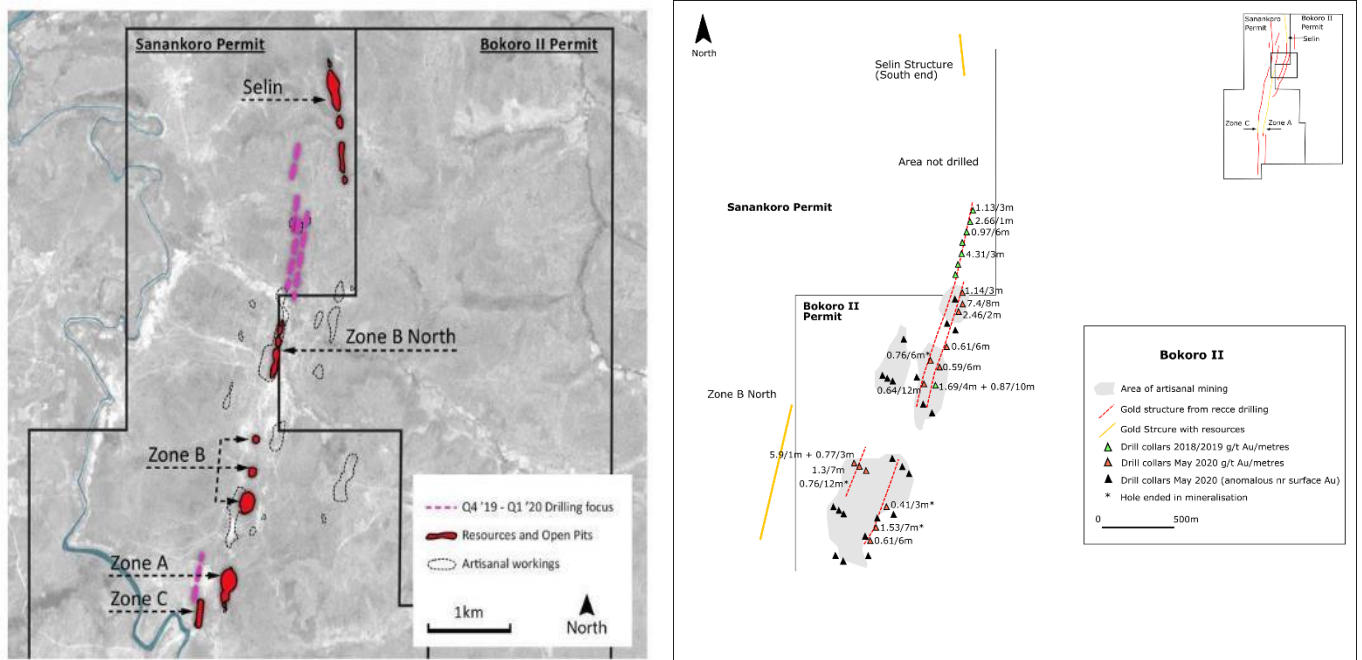 Sanankoro Permit
Bokoro II Permit
Selin
Zone B North
Zone B
Zone A
Zone C
Q4 '19 - Q1 '20 Drilling focus
Resources and Open Pits
Artisanal workings
1km
North
North
Selin Structure
(South end)
Area not drilled
Sanankoro Permit
1.13/3m
2.66/1m
0.97/6m
4.31/3m
1.14/3m
7.4/8m
2.46/2m
Bokoro II
Permit
0.61/6m
0.76/6m*
0.59/6m
0.64/12m
1.69/4m + 0.87/10m
Zone B North
5.9/1m + 0.77/3m
1.3/7m
0.76/12m*
0.41/3m*
1.53/7m*
0.61/6m
Sanankoro
Permit
Bokoro II
Permit
Selin
Zone C
Zone A
Bokoro II
Area of artisanal mining
Gold structure from recce drilling
Gold Strcure with resources
Drill collars 2018/2019 g/t Au/metres
Drill collars May 2020 g/t Au/metres
Drill collars May 2020 (anomalous nr surface Au)
* Hole ended in mineralisation
0 500m